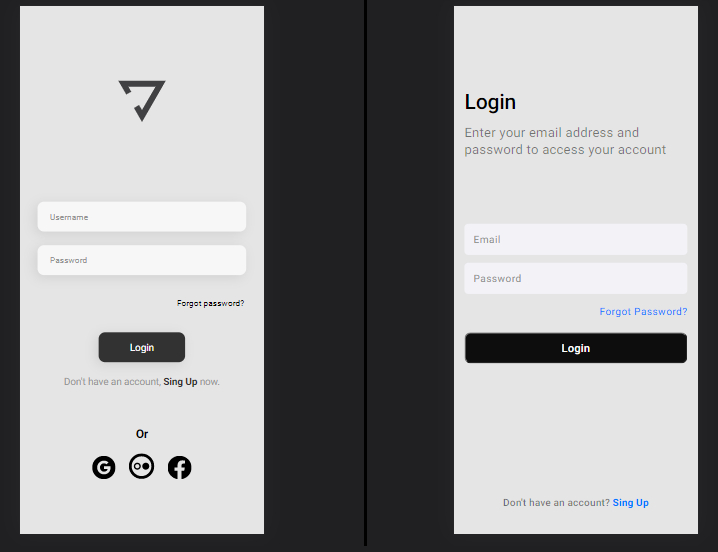 Username
Password
Forgot password?
Login
Don't have an account, Sing Up now.
Or
Login
Enter your email address and
password to access your account
Email
Password
Forgot Password?
Login
Don't have an account? Sing Up